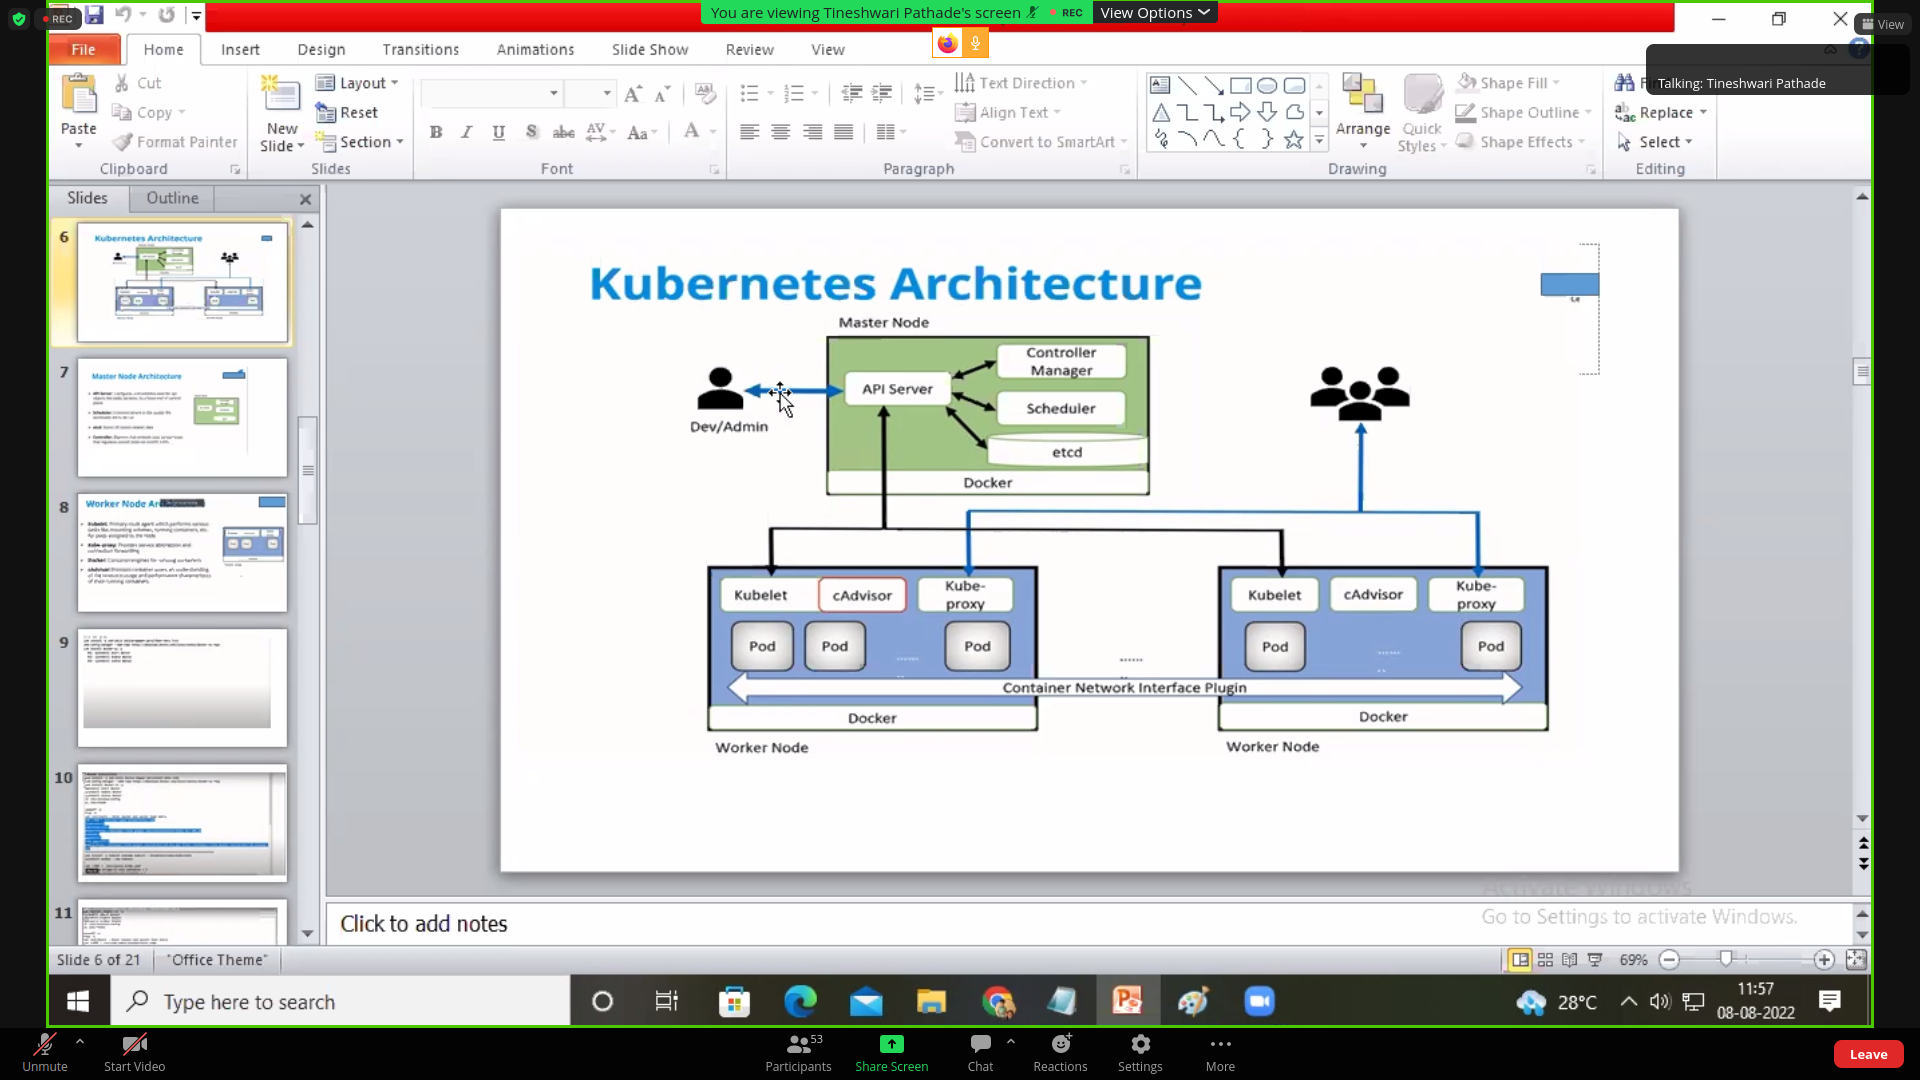 REC
You are viewing Tineshwari Pathade's screen
REC
View Options
View
Talking: Tineshwari Pathade
File
Home
Insert
Design
Transitions
Animations
Slide Show
Review
View
Paste
Cut
Copy
Format Painter
Clipboard
New Slide
Layout
Reset
Section
Slides
B I U S abc AV Aa A
Font
Text Direction
Align Text
Convert to SmartArt
Paragraph
Arrange
Quick Styles
Shape Fill
Shape Outline
Shape Effects
Drawing
Replace
Select
Editing
Slides
Outline
6
Kubernetes Architecture
7
Master Node Architecture
8
Worker Node
9
10
11
Kubernetes Architecture
Master Node
API Server
Controller
Manager
Scheduler
etcd
Docker
Dev/Admin
Kubelet
cAdvisor
Kube-
proxy
Pod
Pod
Pod
Kubelet
cAdvisor
Kube-
proxy
Pod
Pod
Container Network Interface Plugin
Docker
Docker
Worker Node
Worker Node
Click to add notes
Activate Windows
Go to Settings to activate Windows.
Slide 6 of 21
"Office Theme"
69%
Type here to search
28°C
11:57
08-08-2022
Unmute
Start Video
Participants
53
Share Screen
Chat
Reactions
Settings
More
Leave